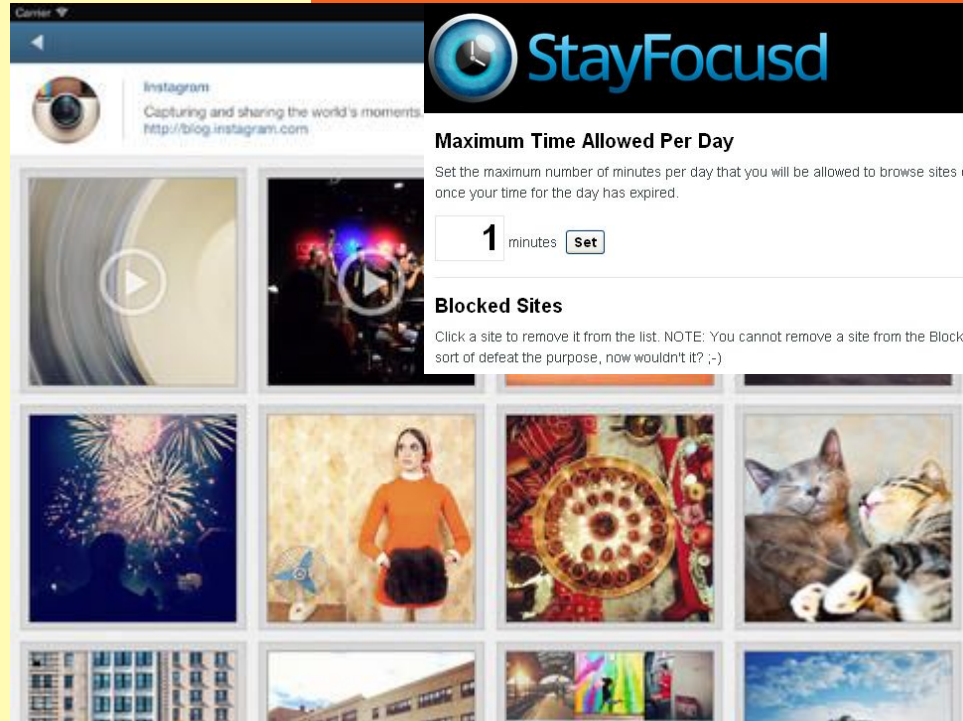 Carrier
Instagram
Capturing and sharing the world's moments.
http://blog.instagram.com
StayFocusd
Maximum Time Allowed Per Day
Set the maximum number of minutes per day that you will be allowed to browse sites
once your time for the day has expired.
1 minutes Set
Blocked Sites
Click a site to remove it from the list. NOTE: You cannot remove a site from the Block
sort of defeat the purpose, now wouldn't it? ;-)